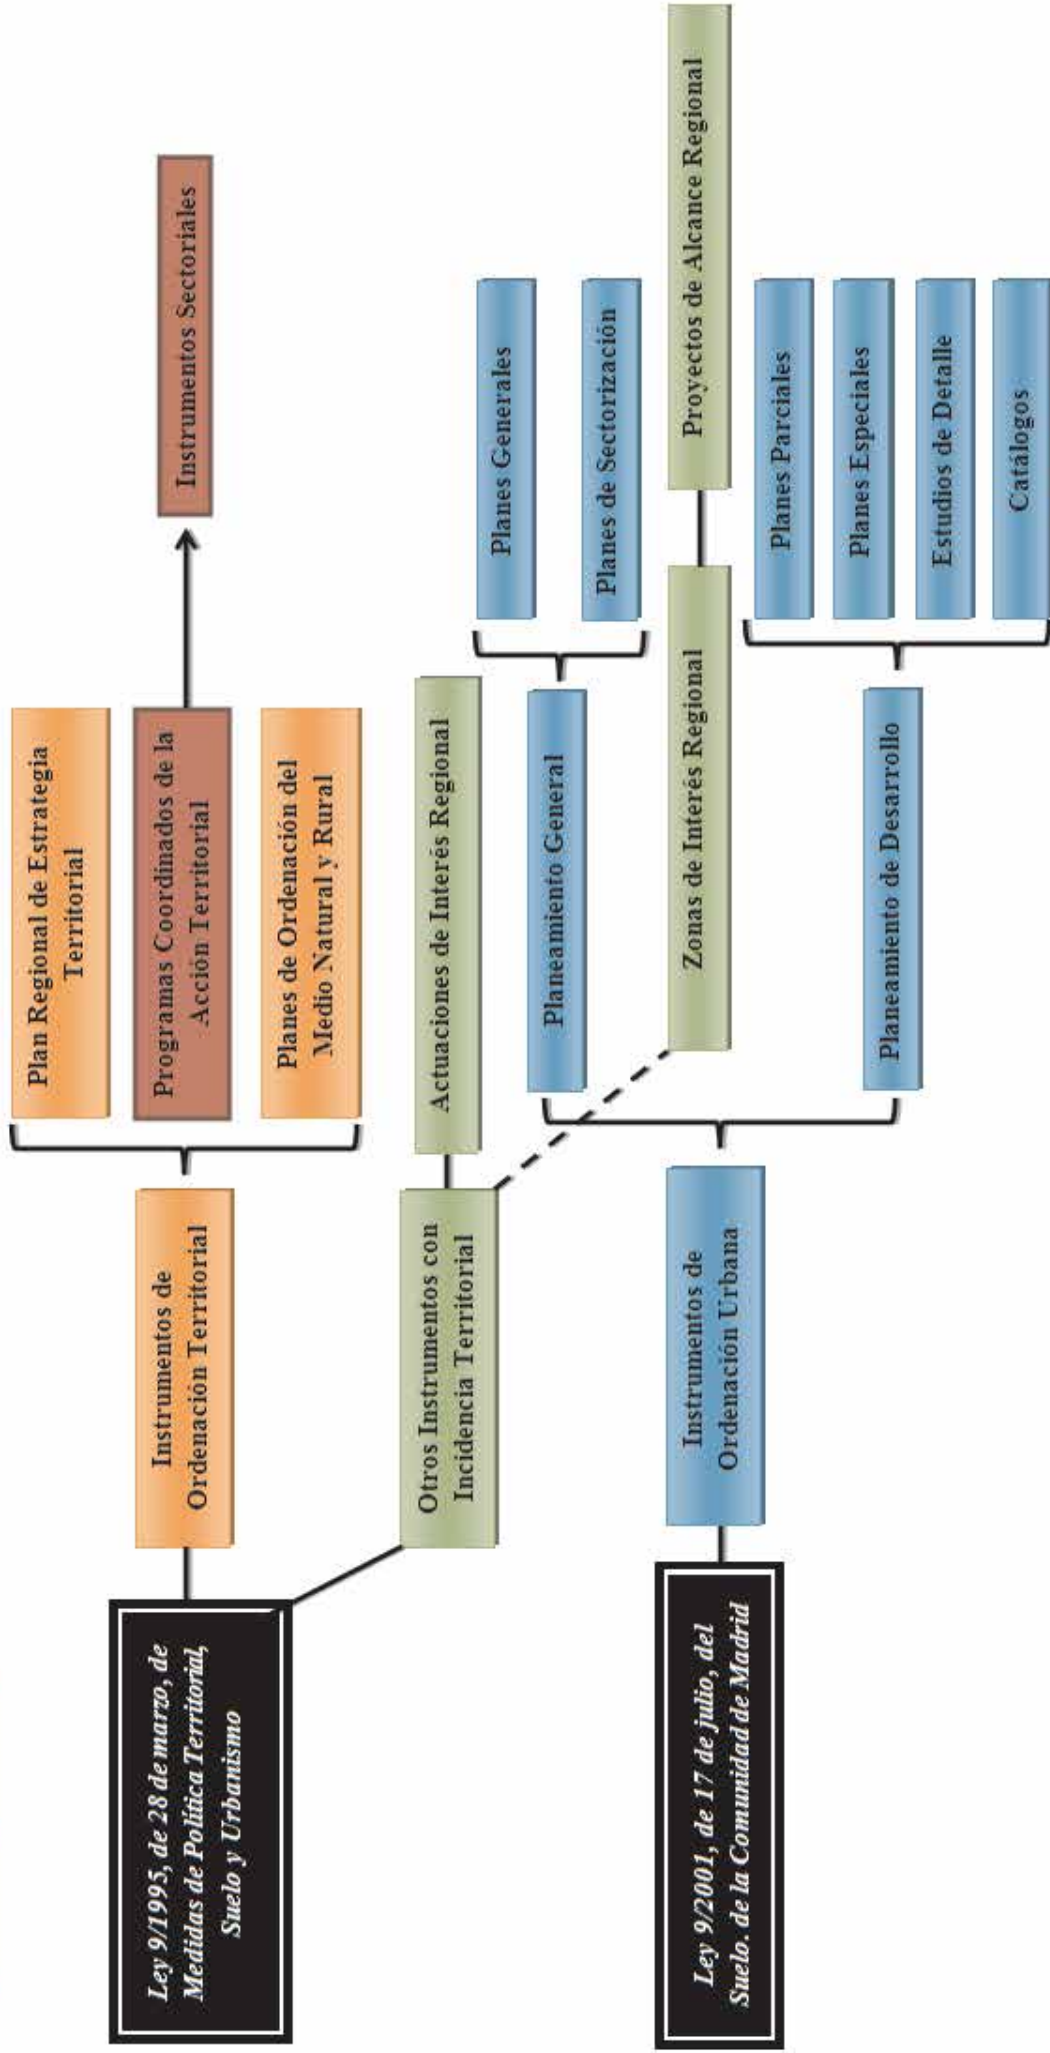 Ley 9/1995, de 28 de marzo, de
Medidas de Política Territorial,
Suelo y Urbanismo
Instrumentos de
Ordenación Territorial
Plan Regional de Estrategia
Territorial
Programas Coordinados de la
Acción Territorial
Instrumentos Sectoriales
Planes de Ordenación del
Medio Natural y Rural
Otros Instrumentos con
Incidencia Territorial
Actuaciones de Interés Regional
Zonas de Interés Regional
Proyectos de Alcance Regional
Ley 9/2001, de 17 de julio, del
Suelo. de la Comunidad de Madrid
Instrumentos de
Ordenación Urbana
Planeamiento General
Planes Generales
Planes de Sectorización
Planeamiento de Desarrollo
Planes Parciales
Planes Especiales
Estudios de Detalle
Catálogos